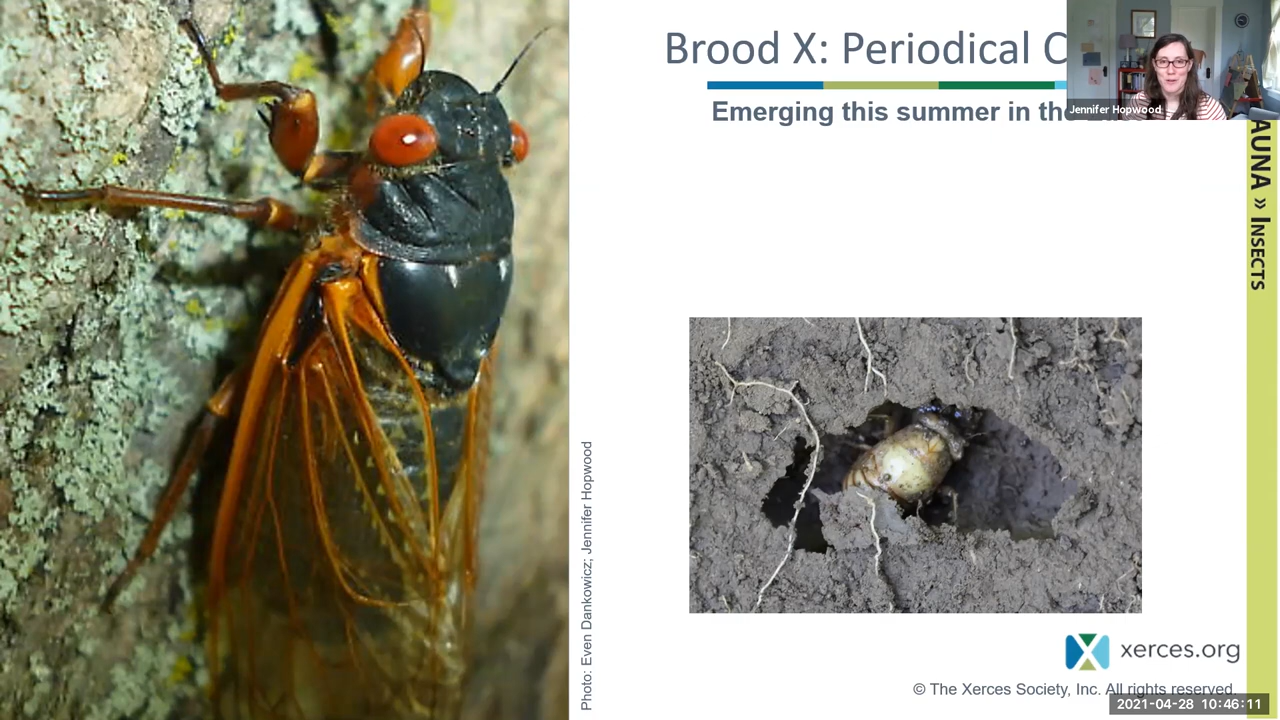 Brood X: Periodical C
Jennifer Hopwood
Emerging this summer in the
AUNA » INSECTS
Photo: Even Dankowicz; Jennifer Hopwood
xerces.org
© The Xerces Society, Inc. All rights reserved.
2021-04-28 10:46:11